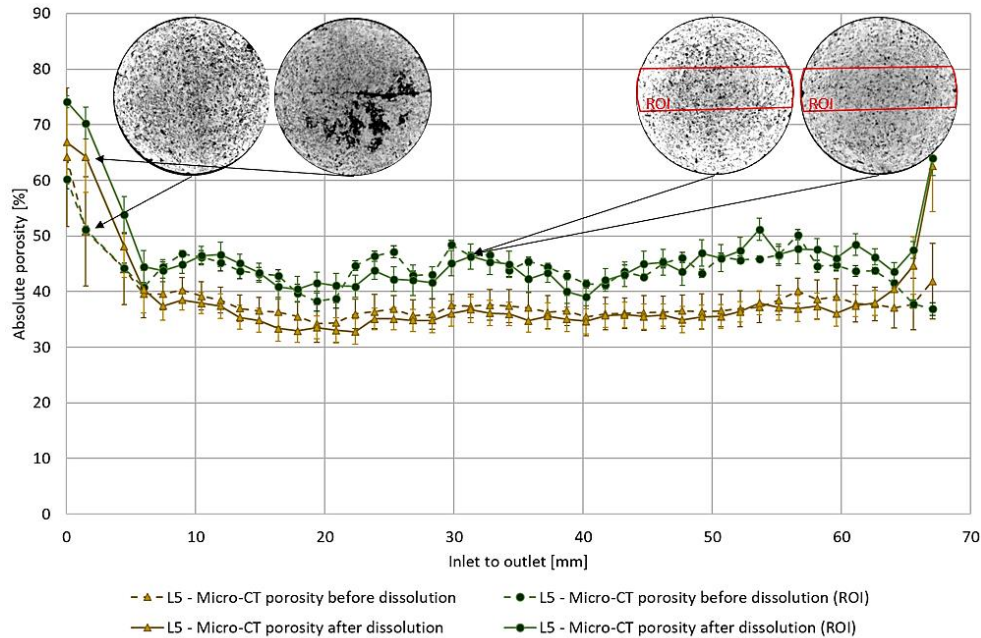 90
80
70
60
50
40
30
20
10
0
Absolute porosity [%]
ROI
ROI
0 10 20 30 40 50 60 70
Inlet to outlet [mm]
L5 - Micro-CT porosity before dissolution
L5 - Micro-CT porosity before dissolution (ROI)
L5 - Micro-CT porosity after dissolution
L5 - Micro-CT porosity after dissolution (ROI)